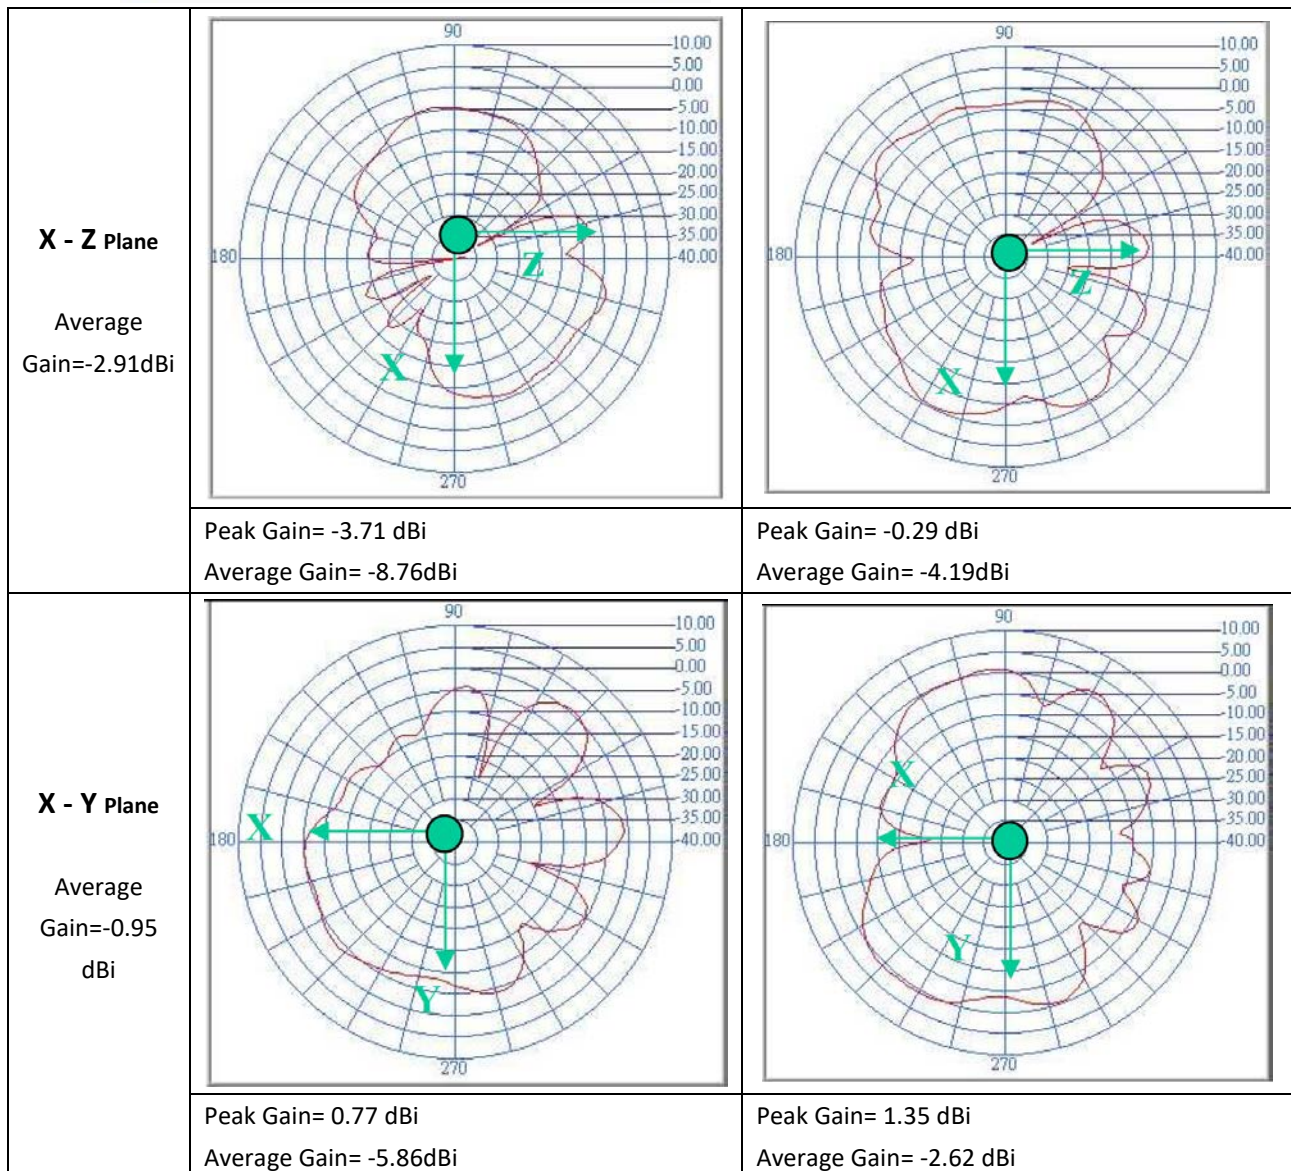 X - Z Plane
Average
Gain=-2.91dBi
90
10.00
5.00
0.00
-5.00
-10.00
-15.00
-20.00
-25.00
-30.00
-35.00
-40.00
180
270
Z
X
90
10.00
5.00
0.00
-5.00
-10.00
-15.00
-20.00
-25.00
-30.00
-35.00
-40.00
180
270
Z
X
Peak Gain= -3.71 dBi
Average Gain= -8.76dBi
Peak Gain= -0.29 dBi
Average Gain= -4.19dBi
X - Y Plane
Average
Gain=-0.95
dBi
90
10.00
5.00
0.00
-5.00
-10.00
-15.00
-20.00
-25.00
-30.00
-35.00
-40.00
180
270
X
Y
90
10.00
5.00
0.00
-5.00
-10.00
-15.00
-20.00
-25.00
-30.00
-35.00
-40.00
180
270
X
Y
Peak Gain= 0.77 dBi
Average Gain= -5.86dBi
Peak Gain= 1.35 dBi
Average Gain= -2.62 dBi